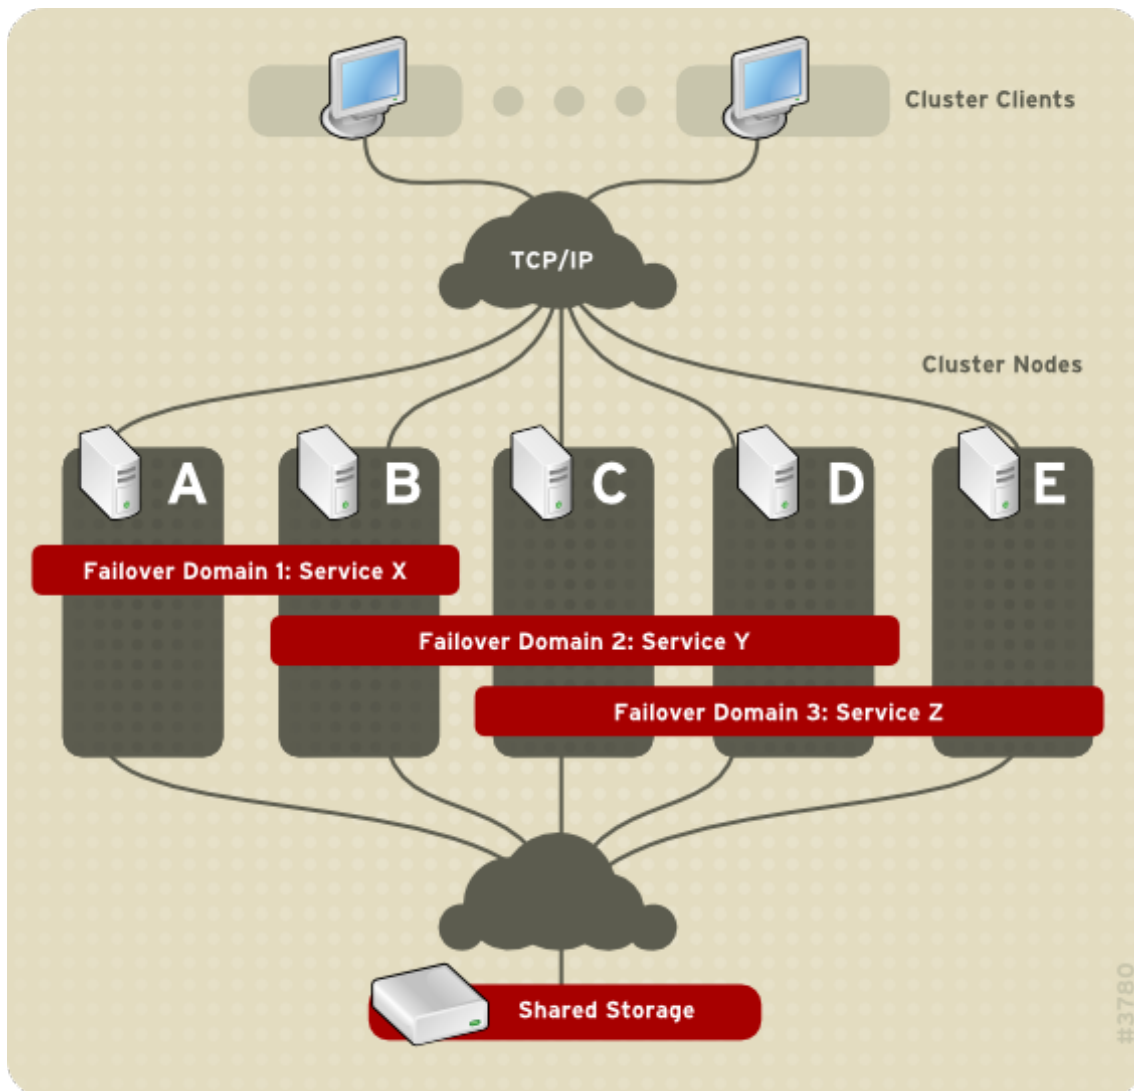 Cluster Clients
TCP/IP
Cluster Nodes
A
B
C
D
E
Failover Domain 1: Service X
Failover Domain 2: Service Y
Failover Domain 3: Service Z
Shared Storage
#3780